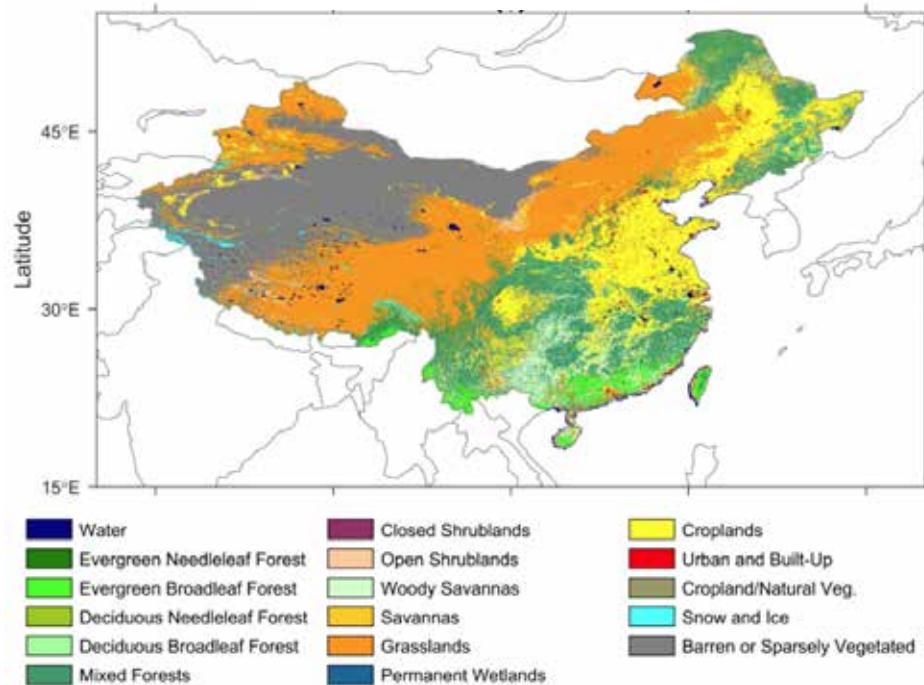 45°E
30°E
15°E
Latitude
Water
Evergreen Needleleaf Forest
Evergreen Broadleaf Forest
Deciduous Needleleaf Forest
Deciduous Broadleaf Forest
Mixed Forests
Closed Shrublands
Open Shrublands
Woody Savannas
Savannas
Grasslands
Permanent Wetlands
Croplands
Urban and Built-Up
Cropland/Natural Veg.
Snow and Ice
Barren or Sparsely Vegetated